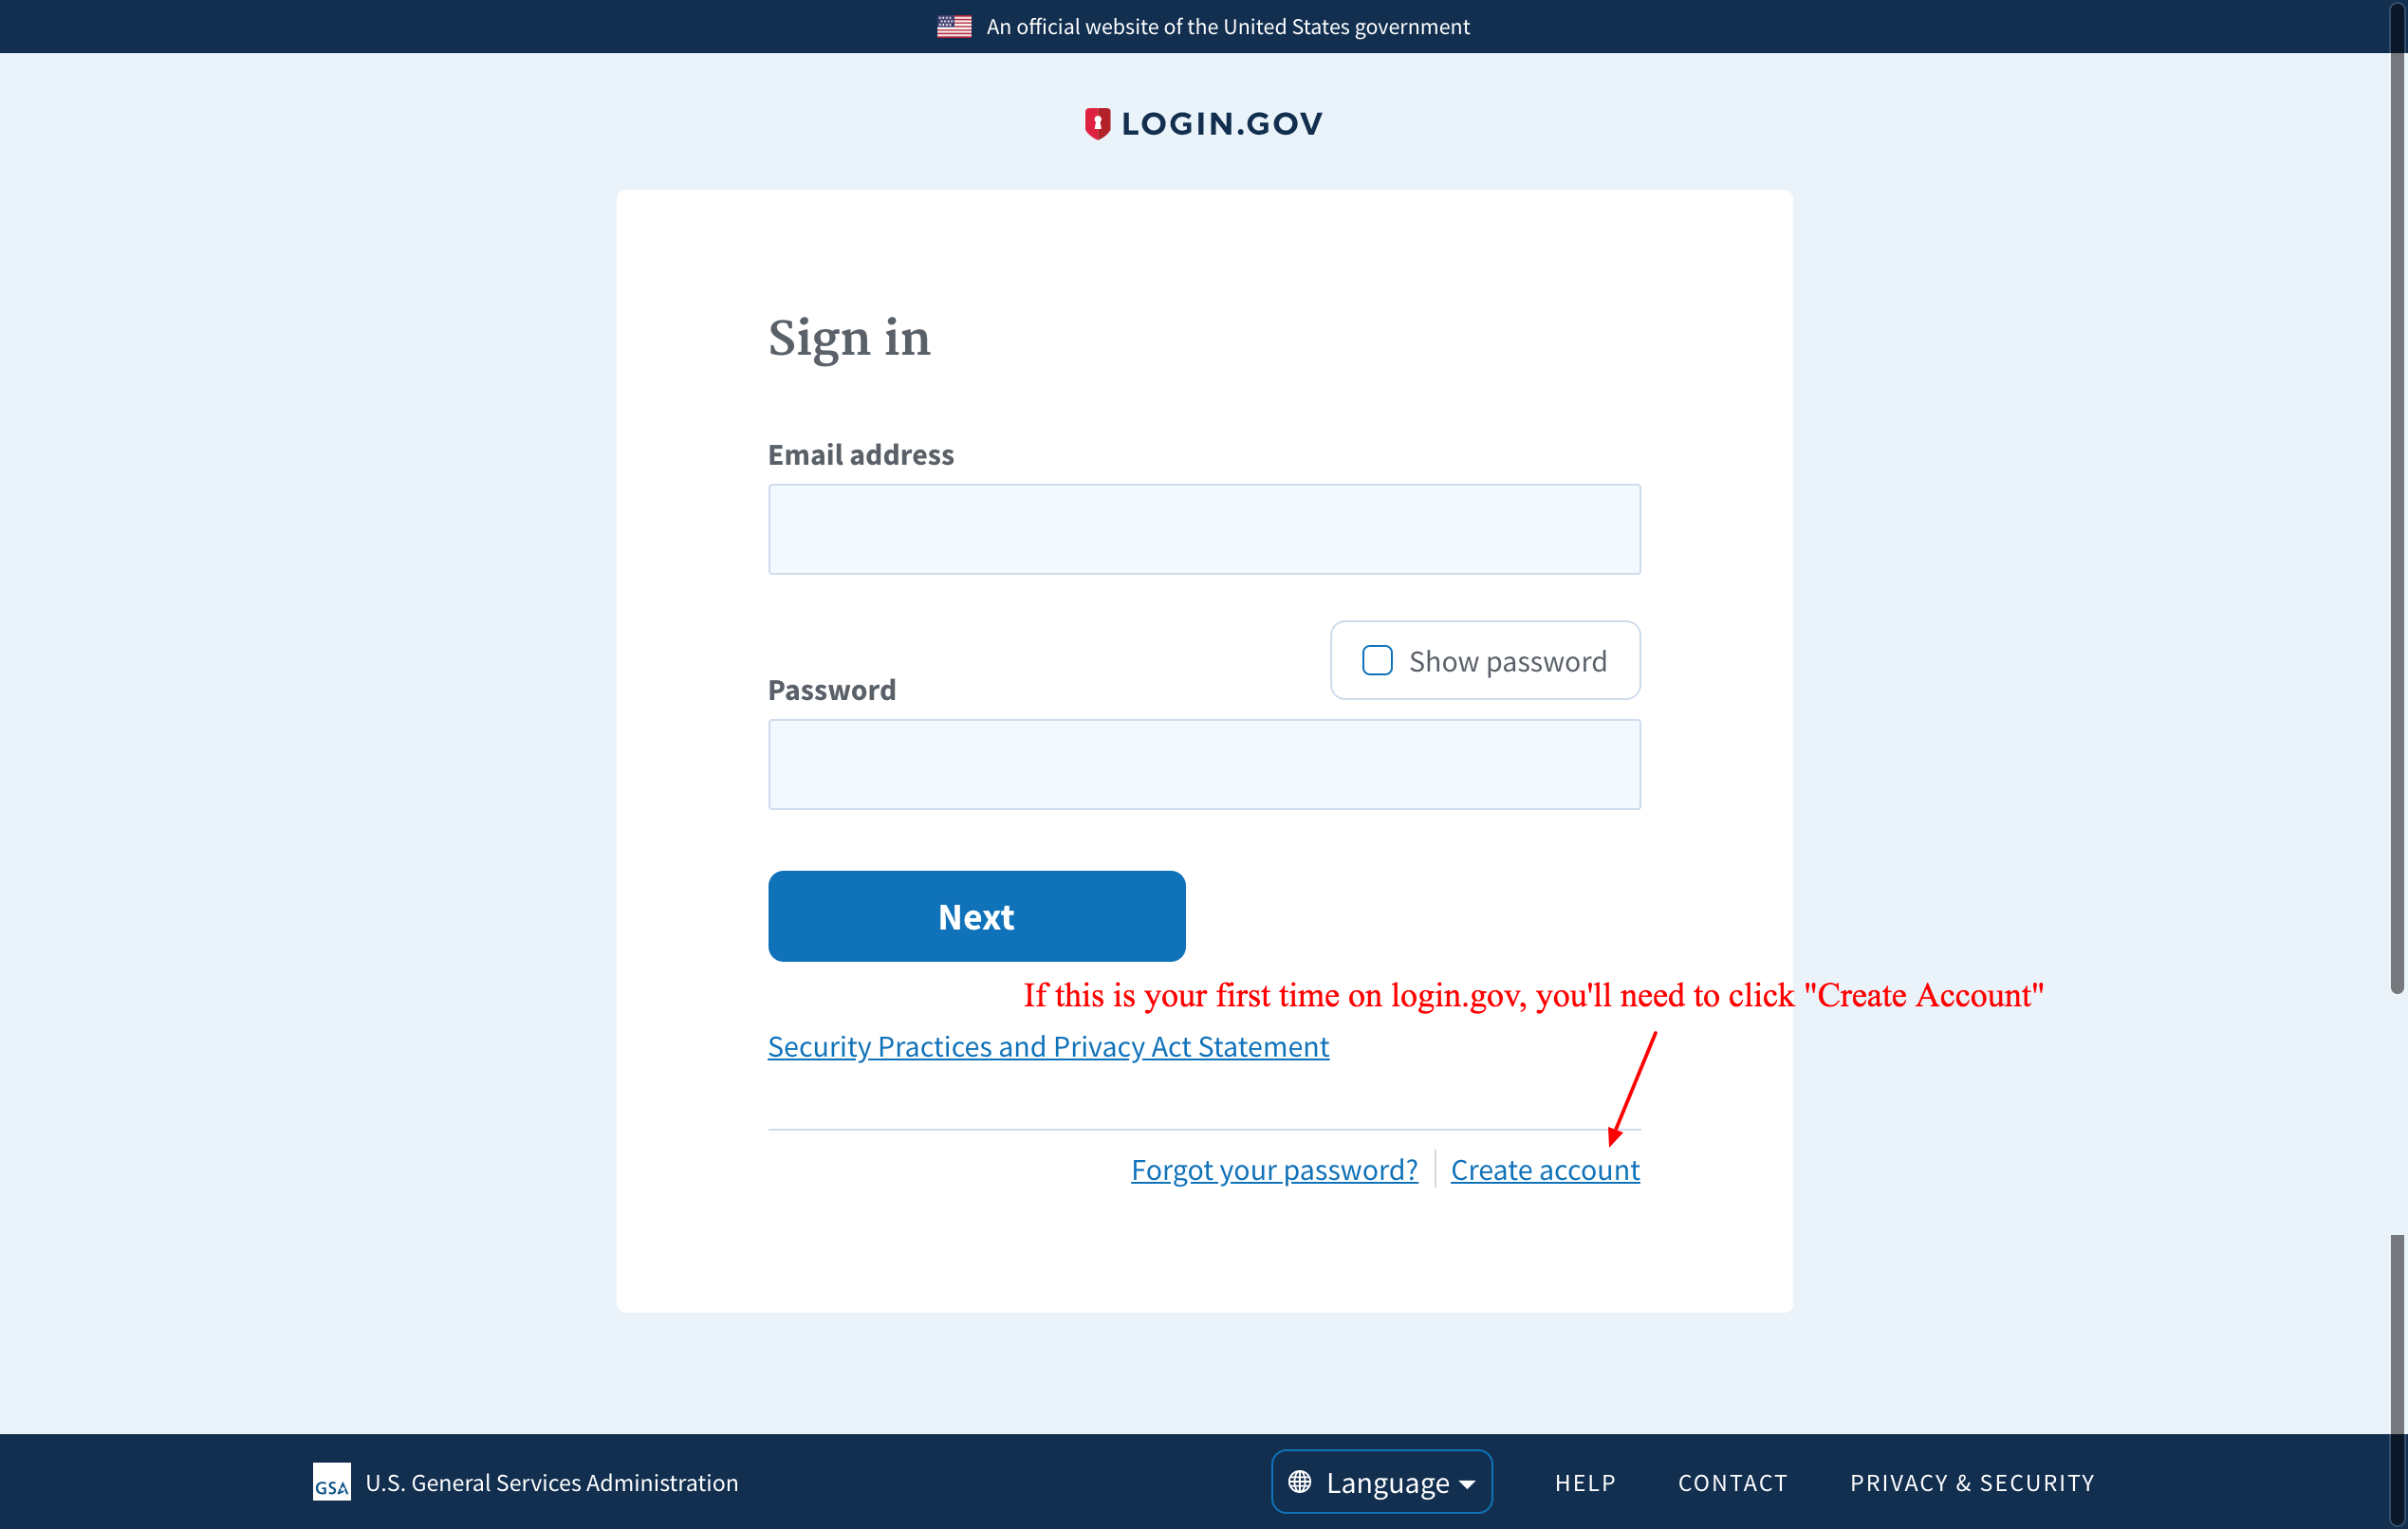 An official website of the United States government
LOGIN.GOV
Sign in
Email address
Show password
Password
Next
If this is your first time on login.gov, you'll need to click "Create Account"
Security Practices and Privacy Act Statement
Forgot your password? Create account
GSA U.S. General Services Administration Language HELP CONTACT PRIVACY & SECURITY